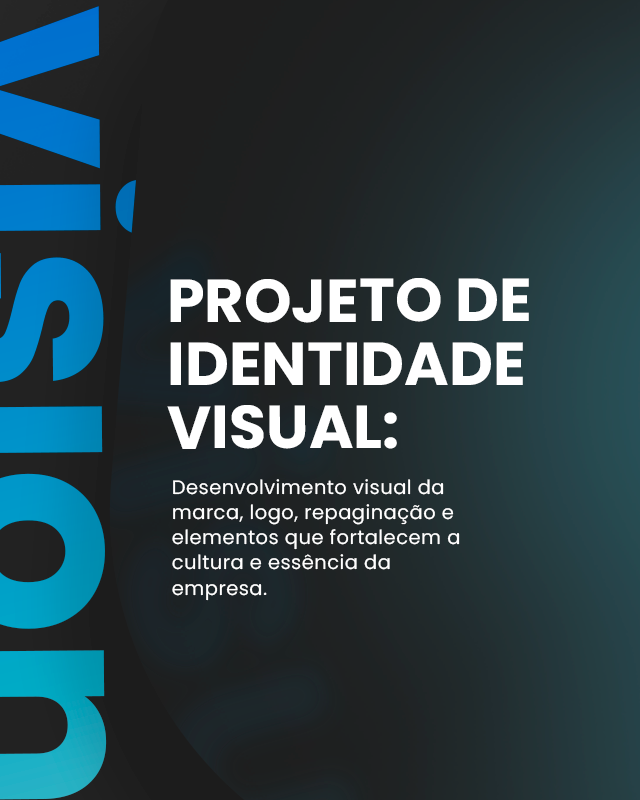 vision
PROJETO DE
IDENTIDADE
VISUAL:
Desenvolvimento visual da
marca, logo, repaginação e
elementos que fortalecem a
cultura e essência da
empresa.